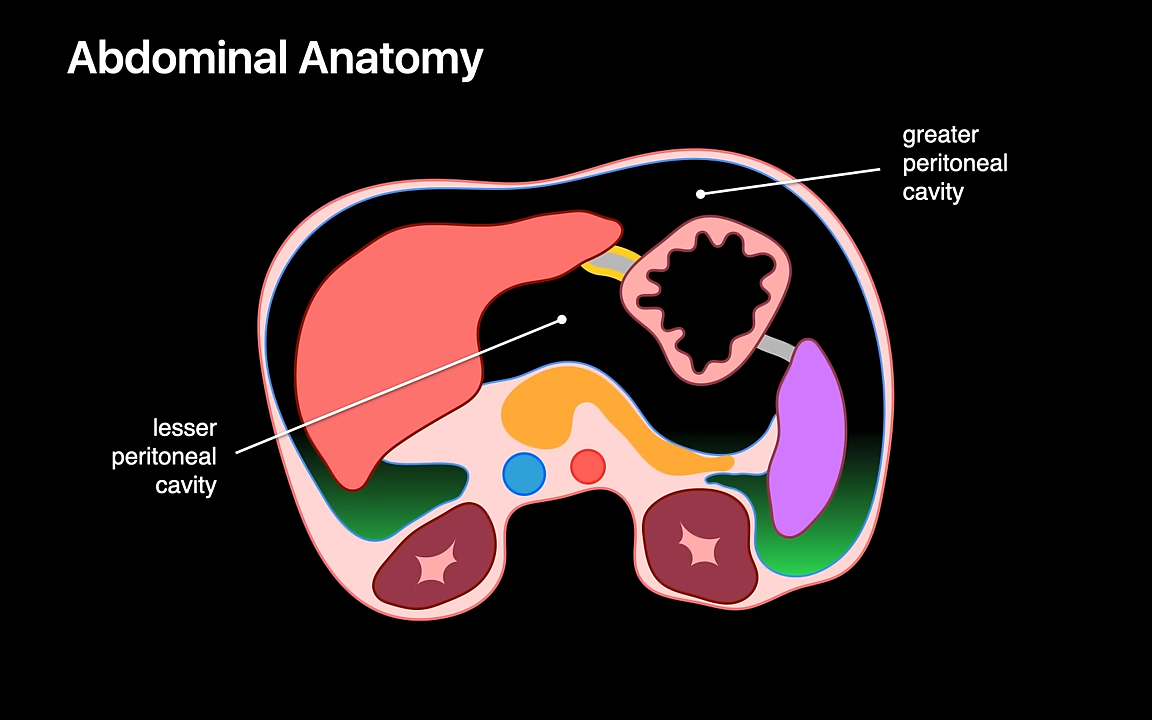 Abdominal Anatomy
greater
peritoneal
cavity
lesser
peritoneal
cavity